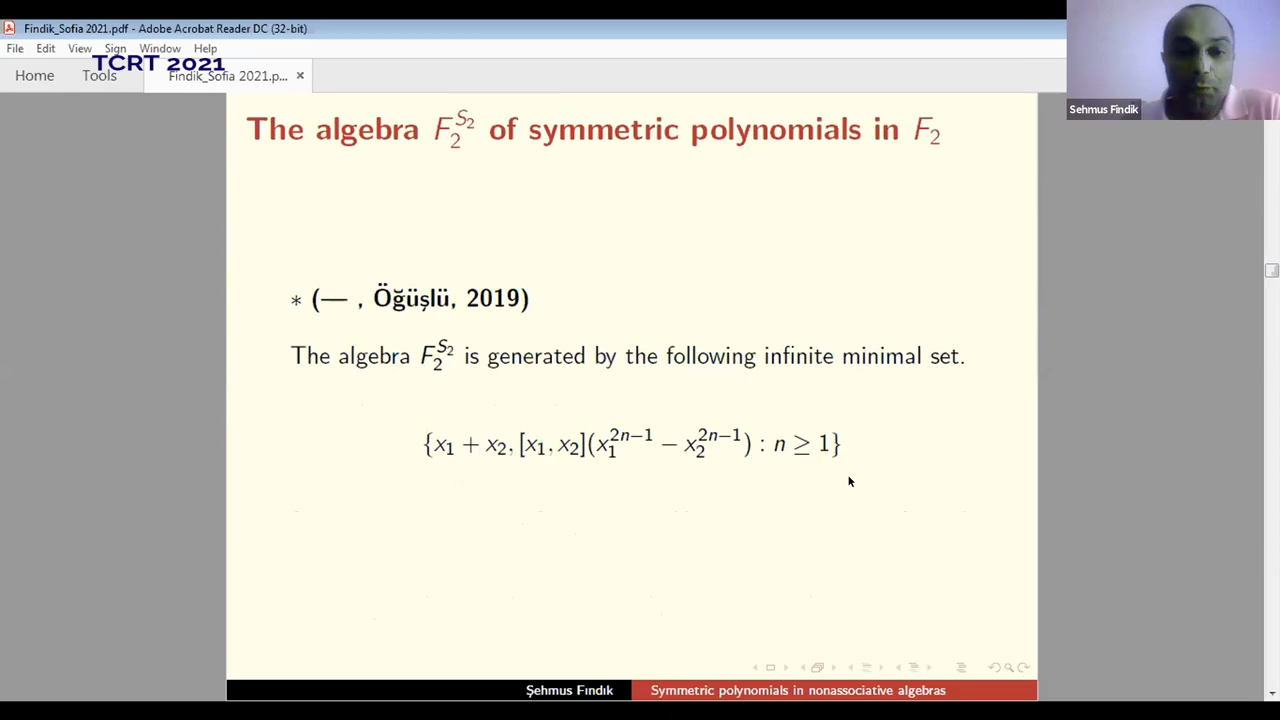 Findik_Sofia 2021.pdf - Adobe Acrobat Reader DC (32-bit)
File Edit View Sign Window Help
TCRT 2021
Home Tools Findik_Sofia 2021.p... ×
Sehmus Findik
The algebra F_2^{S_2} of symmetric polynomials in F_2
∗ (— , Öğüşlü, 2019)
The algebra F_2^{S_2} is generated by the following infinite minimal set.
{x_1 + x_2, [x_1, x_2](x_1^{2n−1} − x_2^{2n−1}) : n ≥ 1}
Şehmus Fındık Symmetric polynomials in nonassociative algebras